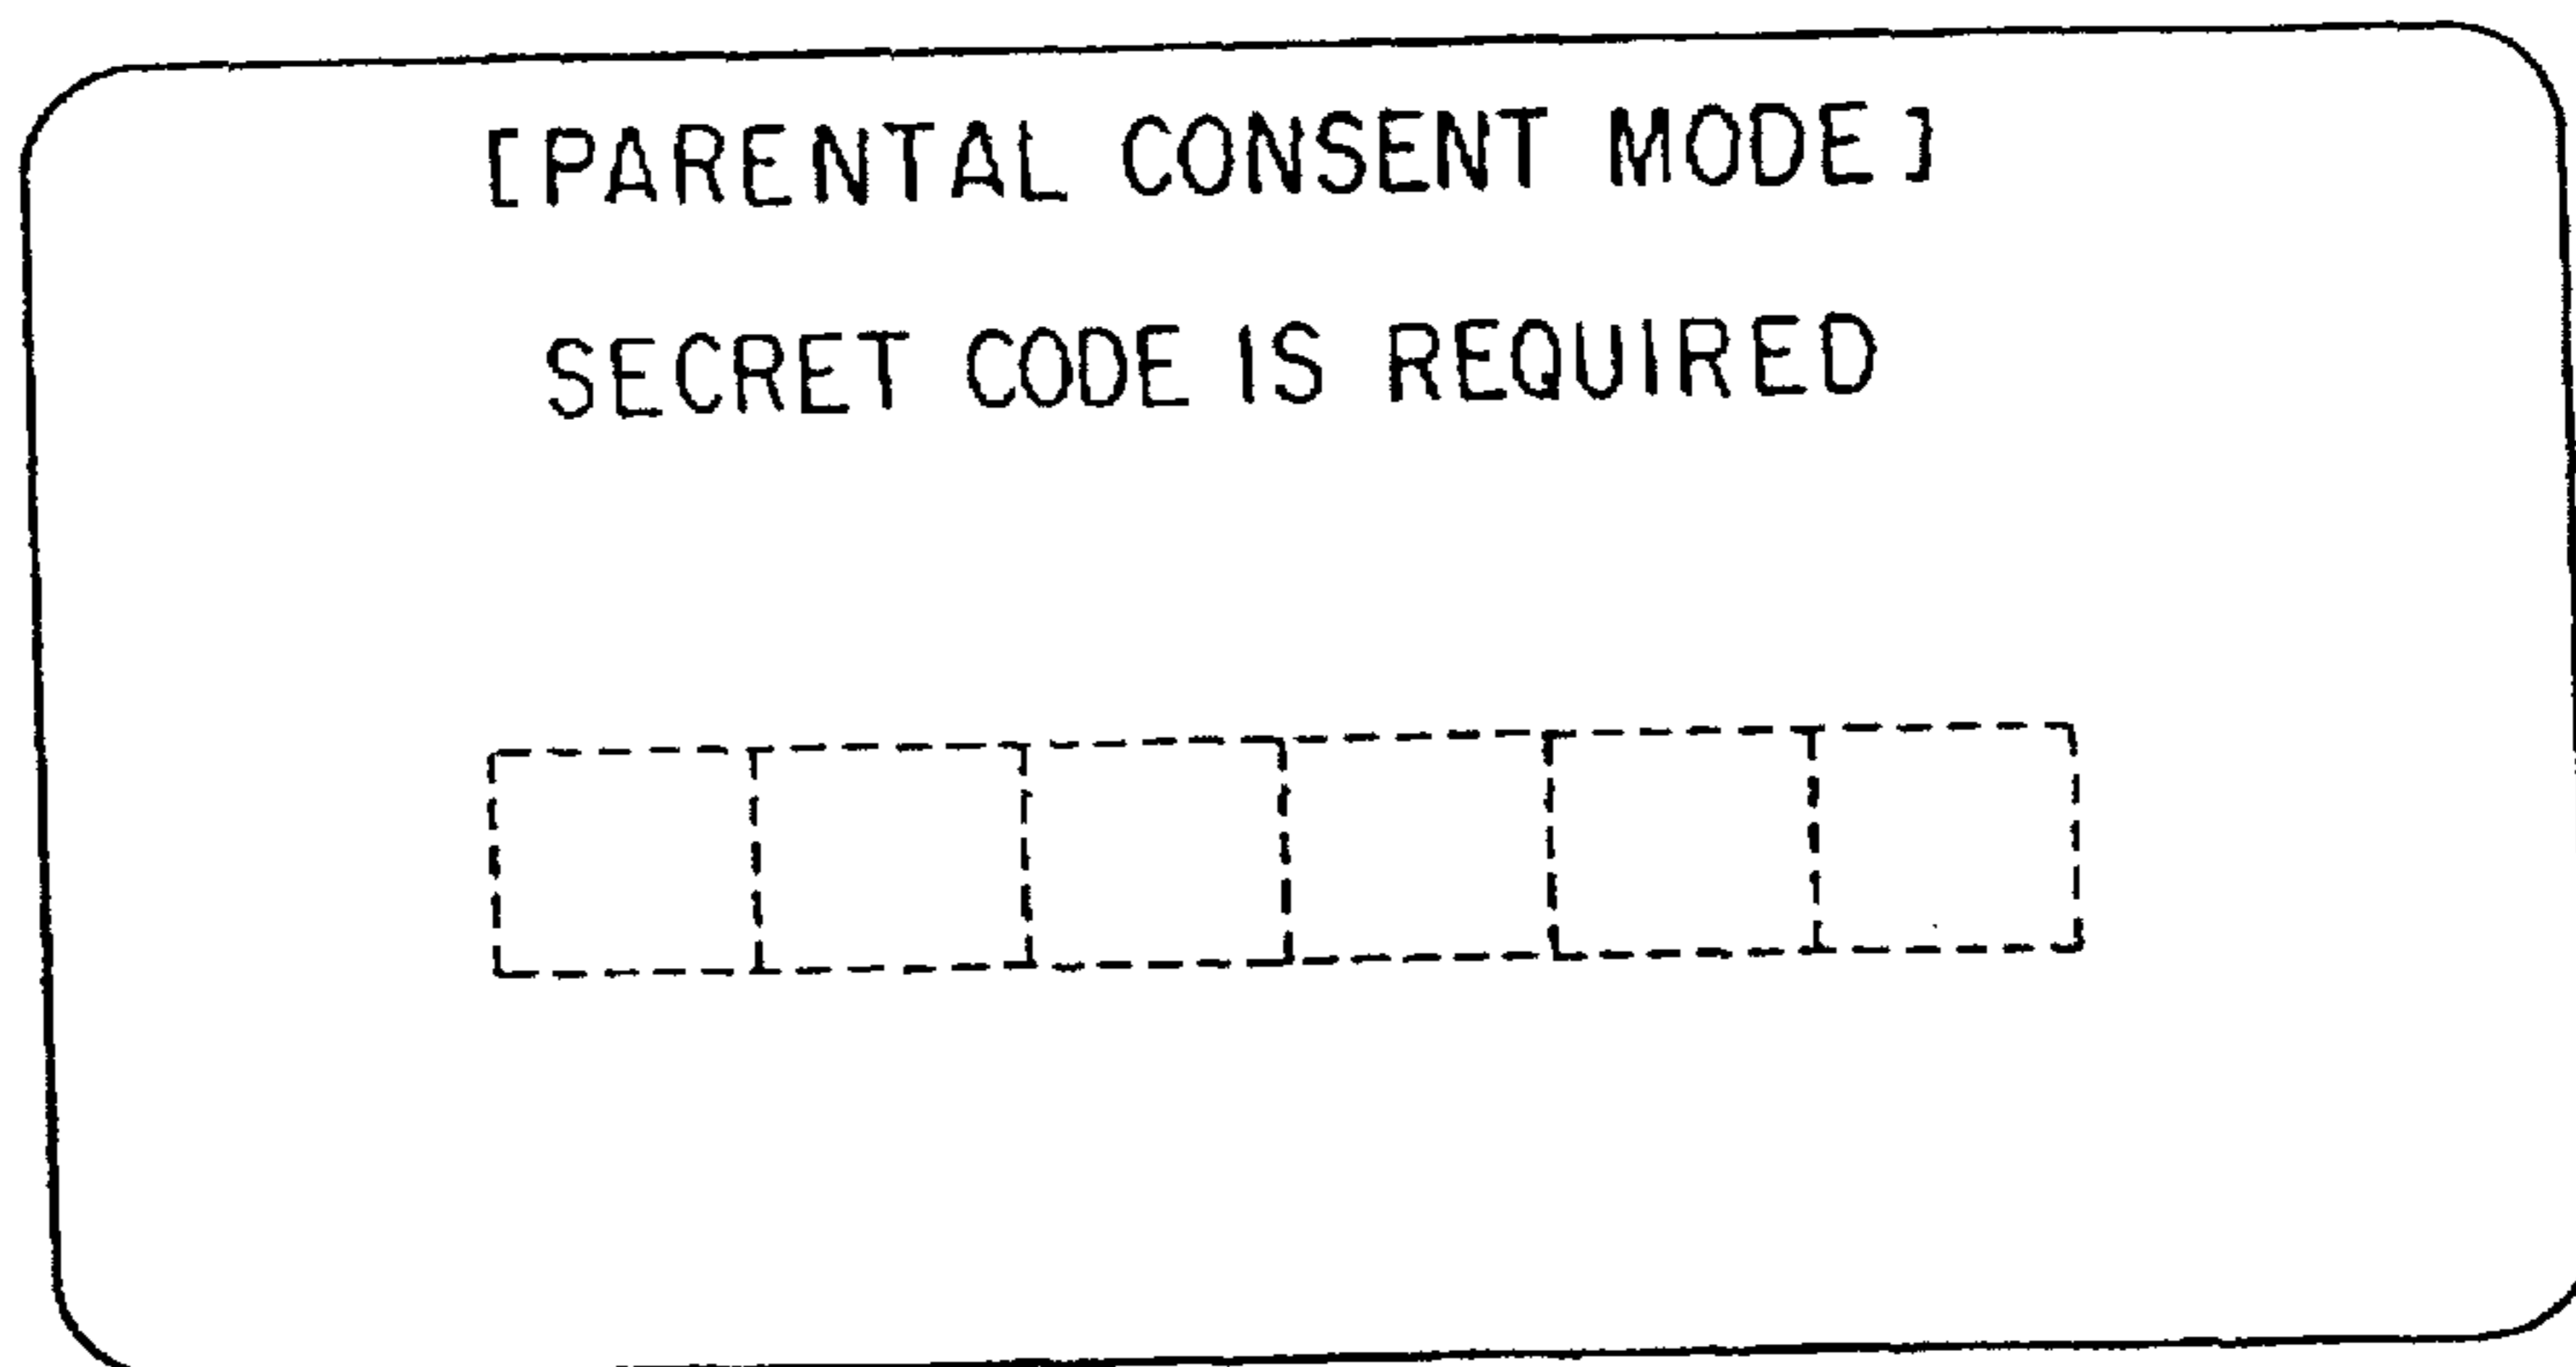 [PARENTAL CONSENT MODE]
SECRET CODE IS REQUIRED